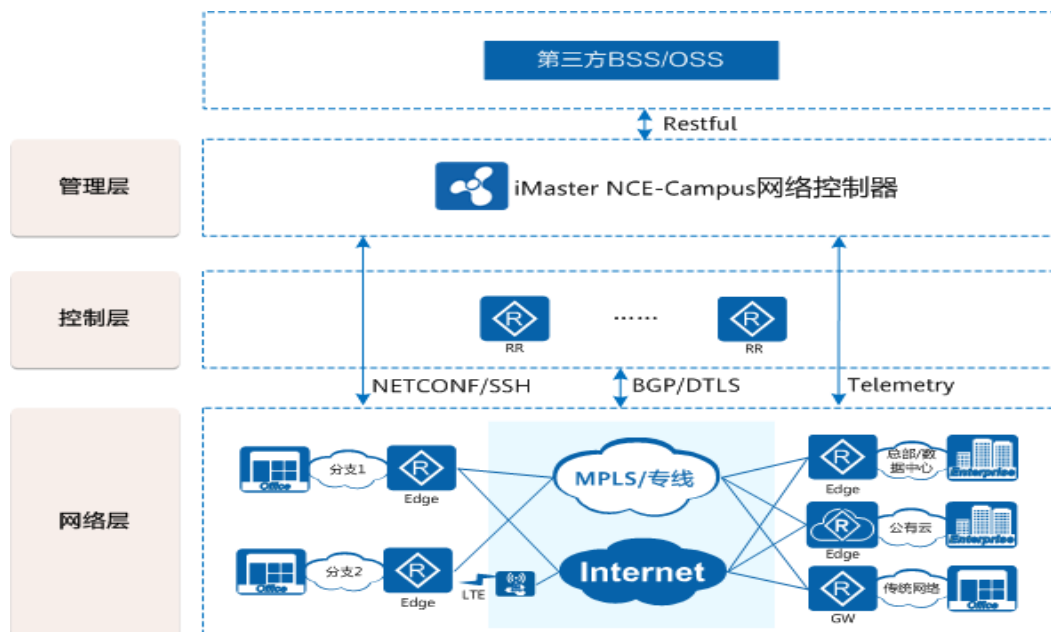 第三方BSS/OSS
Restful
管理层
iMaster NCE-Campus网络控制器
控制层
R
RR
......
R
RR
NETCONF/SSH
BGP/DTLS
Telemetry
网络层
Office
分支1
R
Edge
MPLS/专线
R
Edge
总部/数
据中心
Enterprise
R
Edge
公有云
Enterprise
Office
分支2
R
Edge
LTE
Internet
R
GW
传统网络
Office